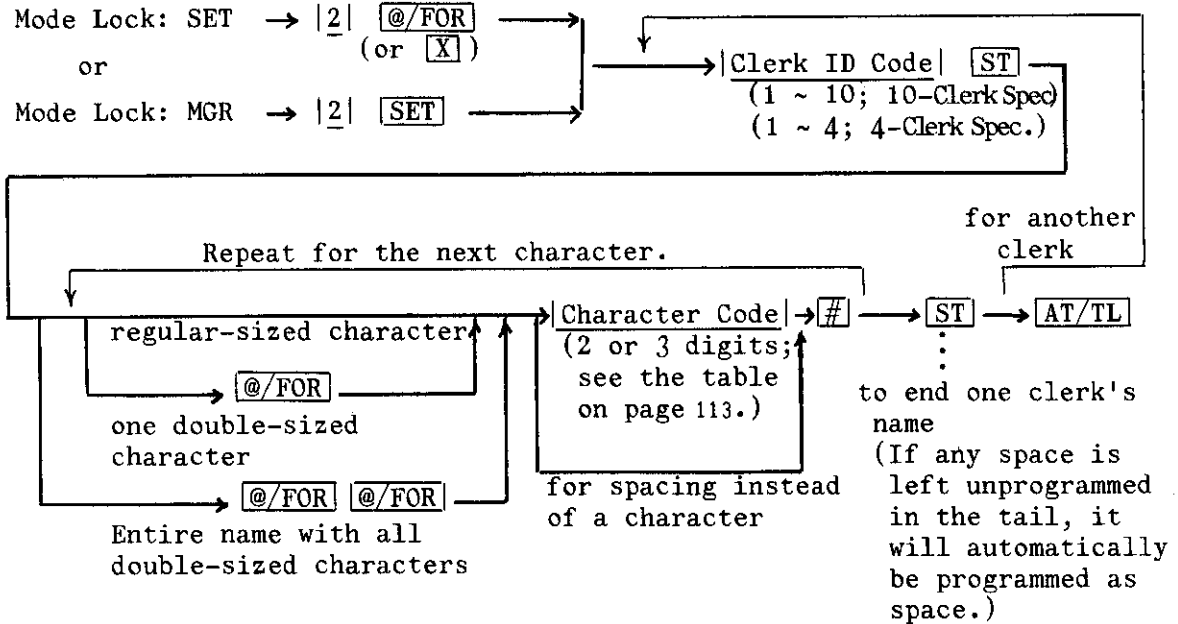 Mode Lock: SET → |2| @/FOR
(or X)
or
Mode Lock: MGR → |2| SET
|Clerk ID Code| ST
(1 ~ 10; 10-Clerk Spec)
(1 ~ 4; 4-Clerk Spec.)
for another
clerk
Repeat for the next character.
regular-sized character
@/FOR
one double-sized
character
@/FOR @/FOR
Entire name with all
double-sized characters
|Character Code| → # → ST → AT/TL
(2 or 3 digits;
see the table
on page 113.)
for spacing instead
of a character
to end one clerk's
name
(If any space is
left unprogrammed
in the tail, it
will automatically
be programmed as
space.)